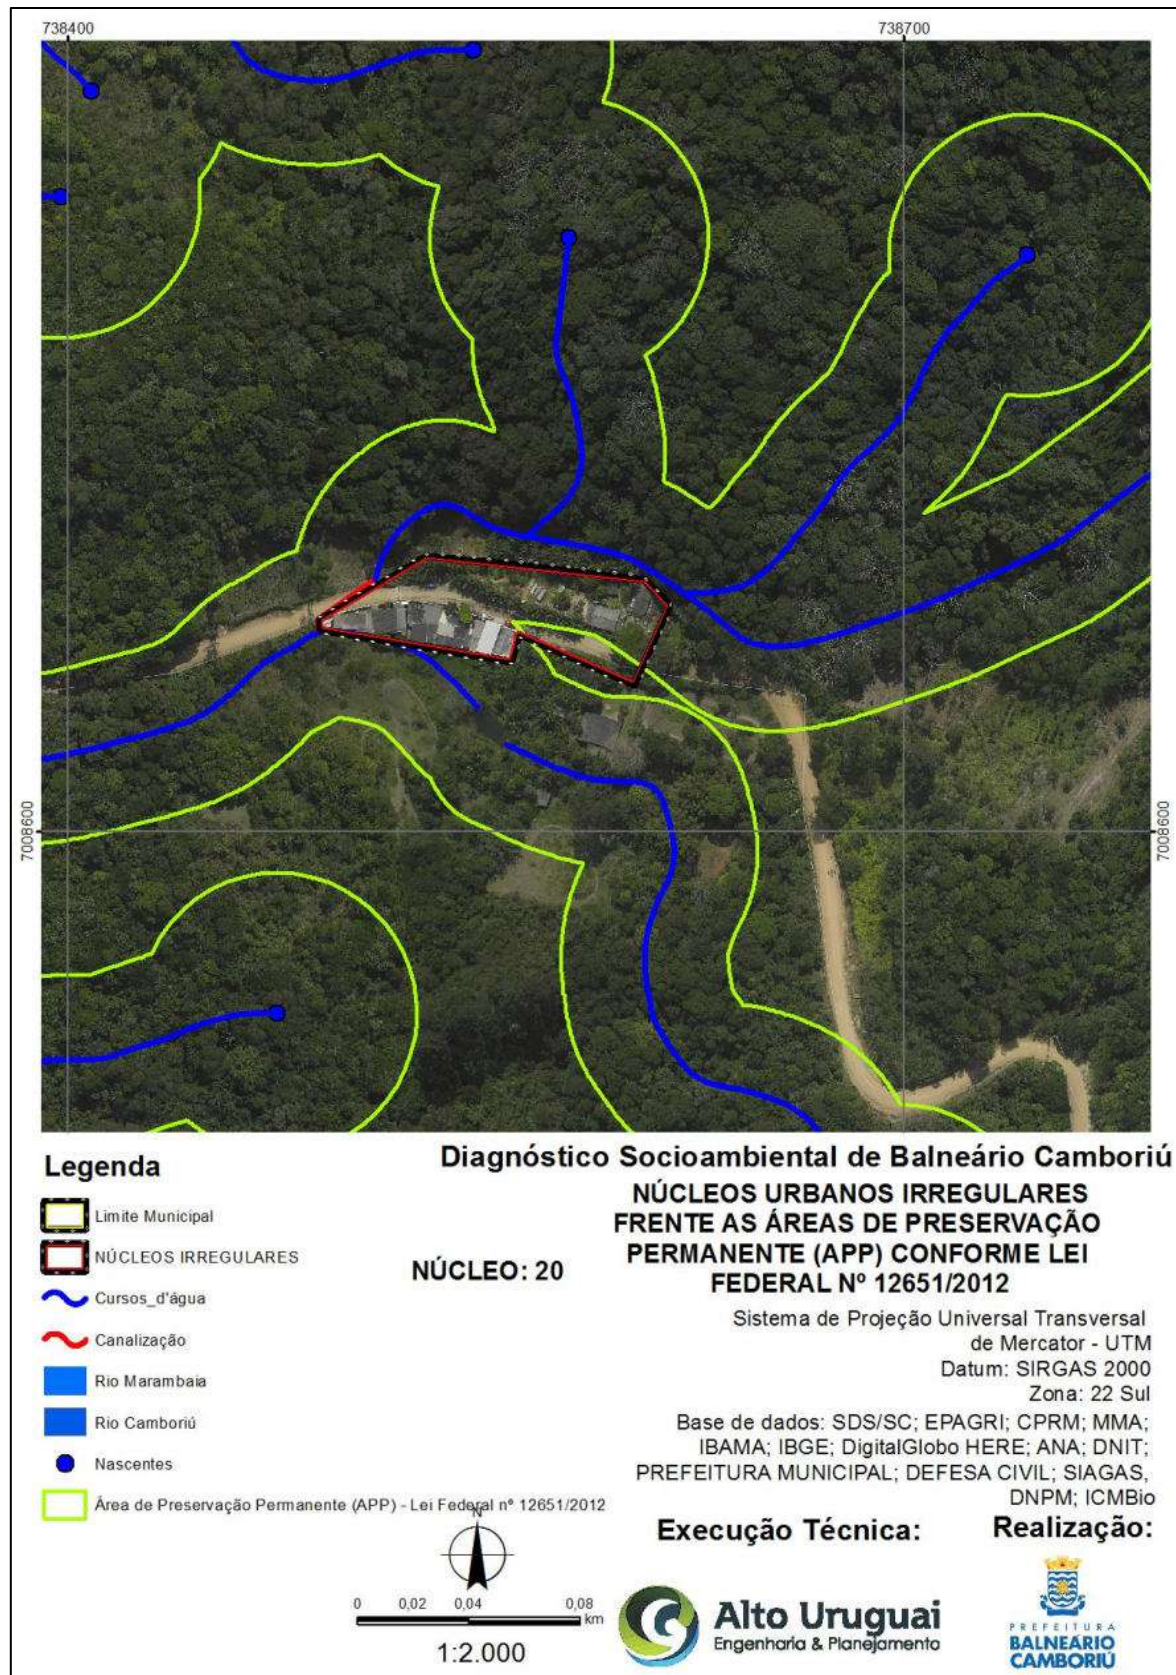 738400
738700
7008600
7008600
Legenda
Limite Municipal
NÚCLEOS IRREGULARES
Cursos_d'água
Canalização
Rio Marambaia
Rio Camboriú
Nascentes
Área de Preservação Permanente (APP) - Lei Federal nº 12651/2012
NÚCLEO: 20
Diagnóstico Socioambiental de Balneário Camboriú
NÚCLEOS URBANOS IRREGULARES
FRENTE AS ÁREAS DE PRESERVAÇÃO
PERMANENTE (APP) CONFORME LEI
FEDERAL Nº 12651/2012
Sistema de Projeção Universal Transversal
de Mercator - UTM
Datum: SIRGAS 2000
Zona: 22 Sul
Base de dados: SDS/SC; EPAGRI; CPRM; MMA;
IBAMA; IBGE; DigitalGlobo HERE; ANA; DNIT;
PREFEITURA MUNICIPAL; DEFESA CIVIL; SIAGAS,
DNPM; ICMBio
N
0 0,02 0,04 0,08
km
1:2.000
Execução Técnica:
Alto Uruguai
Engenharia & Planejamento
Realização:
PREFEITURA
BALNEÁRIO
CAMBORIÚ